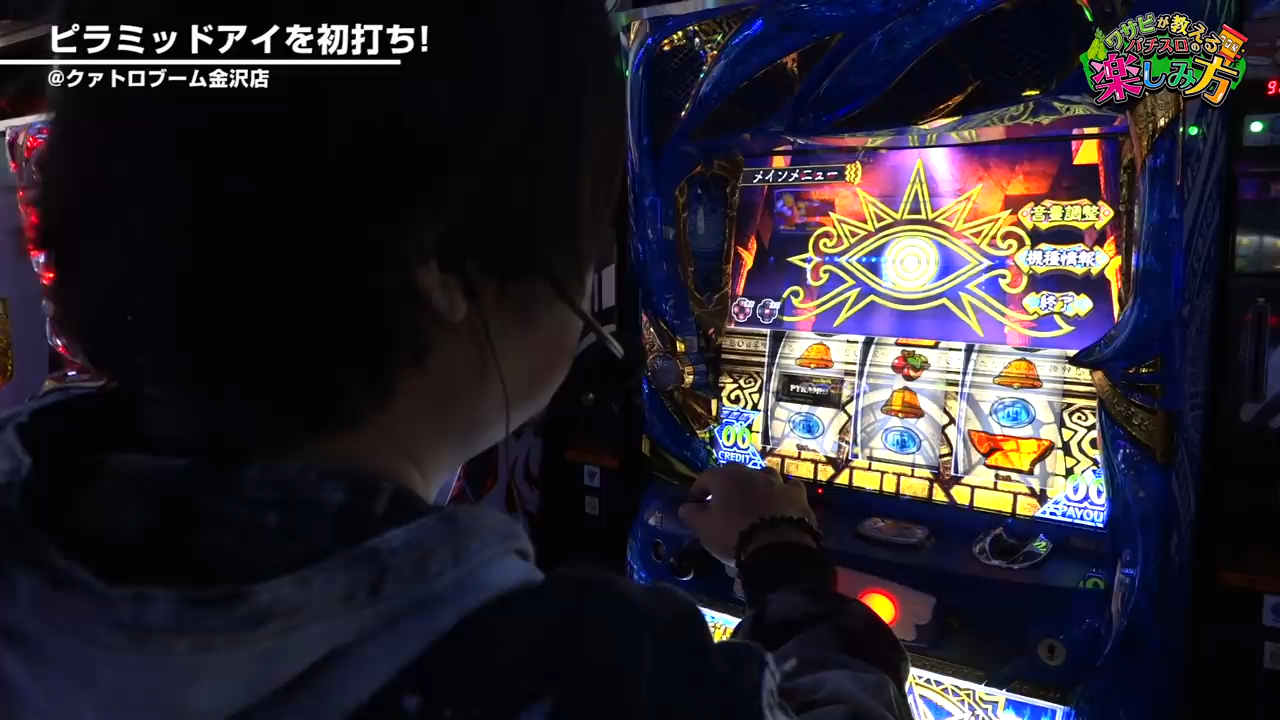 ピラミッドアイを初打ち!
@クァトロブーム金沢店
ワサビが教える
パチスロの
楽しみ方
メインメニュー
音量調整
機種情報
終了
PYRAMID
00
CREDIT
00
PAYOUT